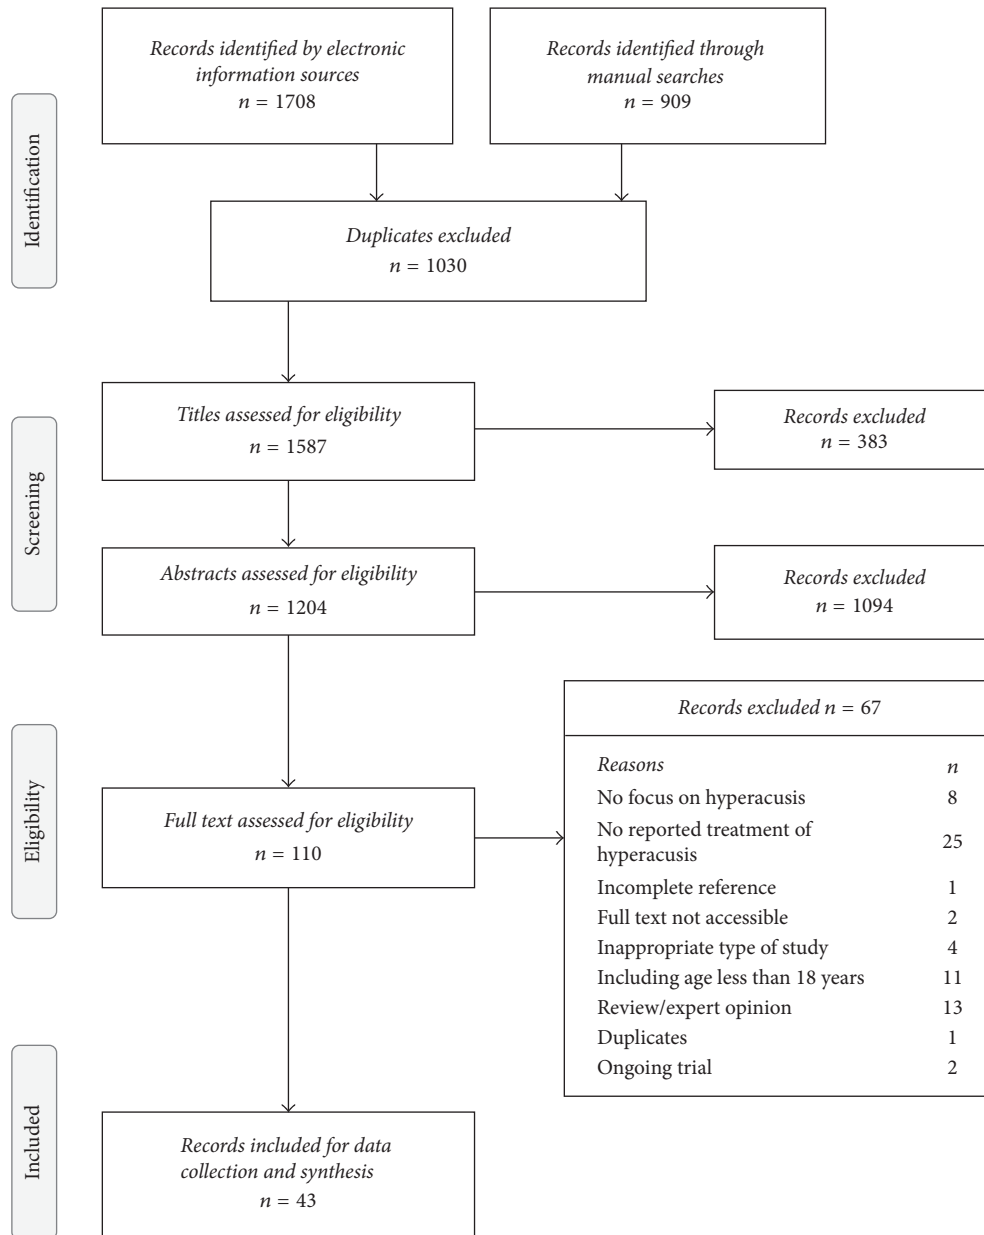 Identification
Records identified by electronic
information sources
n = 1708
Records identified through
manual searches
n = 909
Duplicates excluded
n = 1030
Screening
Titles assessed for eligibility
n = 1587
Records excluded
n = 383
Abstracts assessed for eligibility
n = 1204
Records excluded
n = 1094
Eligibility
Full text assessed for eligibility
n = 110
Records excluded n = 67
Reasons n
No focus on hyperacusis 8
No reported treatment of
hyperacusis 25
Incomplete reference 1
Full text not accessible 2
Inappropriate type of study 4
Including age less than 18 years 11
Review/expert opinion 13
Duplicates 1
Ongoing trial 2
Included
Records included for data
collection and synthesis
n = 43